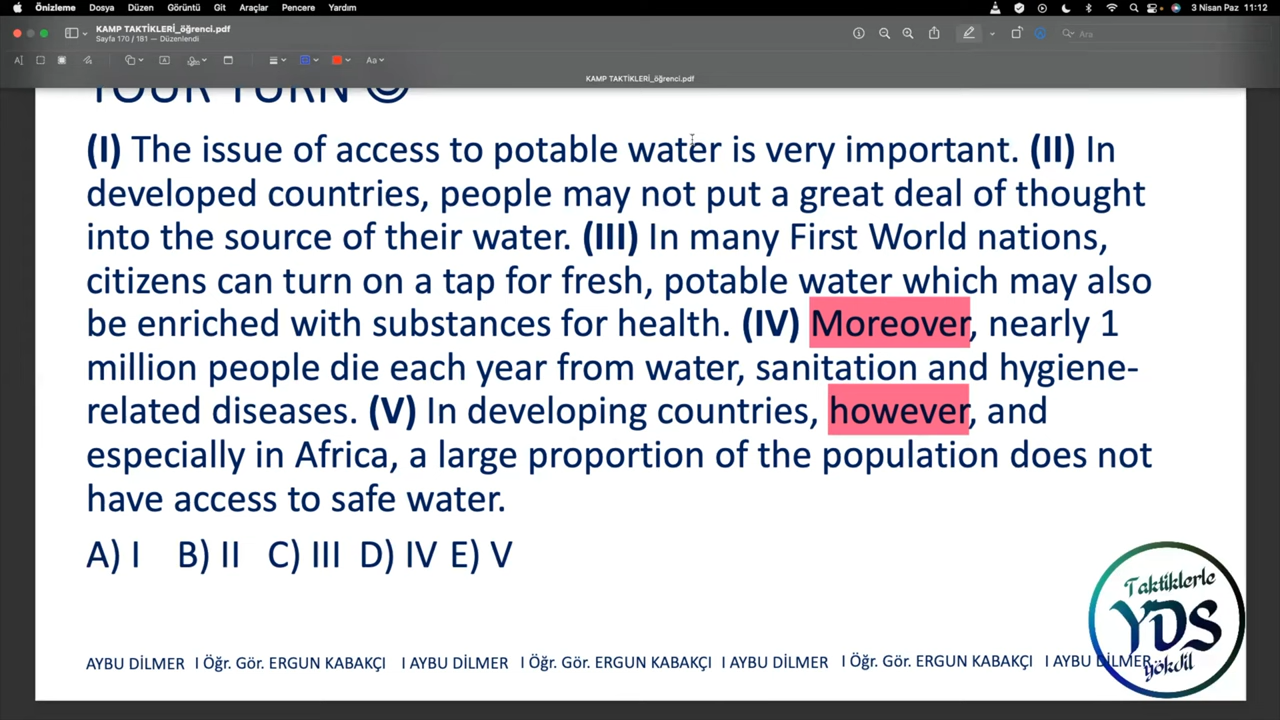 Önizleme Dosya Düzen Görüntü Git Araçlar Pencere Yardım 3 Nisan Paz 11:12
KAMP TAKTİKLERİ_öğrenci.pdf
Sayfa 170 / 181 — Düzenlendi
Ara
Aa
KAMP TAKTİKLERİ_öğrenci.pdf
YOUR TURN ☺
(I) The issue of access to potable water is very important. (II) In
developed countries, people may not put a great deal of thought
into the source of their water. (III) In many First World nations,
citizens can turn on a tap for fresh, potable water which may also
be enriched with substances for health. (IV) Moreover, nearly 1
million people die each year from water, sanitation and hygiene-
related diseases. (V) In developing countries, however, and
especially in Africa, a large proportion of the population does not
have access to safe water.
A) I B) II C) III D) IV E) V
Taktiklerle
YDS
yökdil
AYBU DİLMER I Öğr. Gör. ERGUN KABAKÇI I AYBU DİLMER I Öğr. Gör. ERGUN KABAKÇI I AYBU DİLMER I Öğr. Gör. ERGUN KABAKÇI I AYBU DİLMER